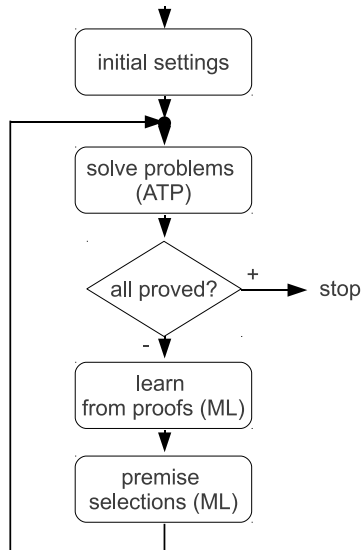 initial settings
solve problems
(ATP)
all proved?
+
stop
-
learn
from proofs (ML)
premise
selections (ML)